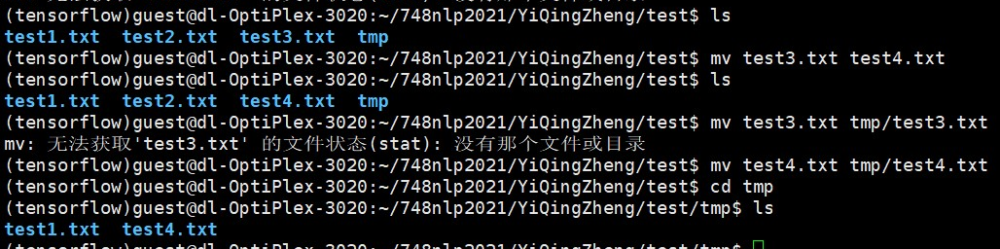 (tensorflow)guest@dl-OptiPlex-3020:~/748nlp2021/YiQingZheng/test$ ls
test1.txt  test2.txt  test3.txt  tmp
(tensorflow)guest@dl-OptiPlex-3020:~/748nlp2021/YiQingZheng/test$ mv test3.txt test4.txt
(tensorflow)guest@dl-OptiPlex-3020:~/748nlp2021/YiQingZheng/test$ ls
test1.txt  test2.txt  test4.txt  tmp
(tensorflow)guest@dl-OptiPlex-3020:~/748nlp2021/YiQingZheng/test$ mv test3.txt tmp/test3.txt
mv: 无法获取'test3.txt' 的文件状态(stat): 没有那个文件或目录
(tensorflow)guest@dl-OptiPlex-3020:~/748nlp2021/YiQingZheng/test$ mv test4.txt tmp/test4.txt
(tensorflow)guest@dl-OptiPlex-3020:~/748nlp2021/YiQingZheng/test$ cd tmp
(tensorflow)guest@dl-OptiPlex-3020:~/748nlp2021/YiQingZheng/test/tmp$ ls
test1.txt  test4.txt
(tensorflow)guest@dl-OptiPlex-3020:~/748nlp2021/YiQingZheng/test/tmp$